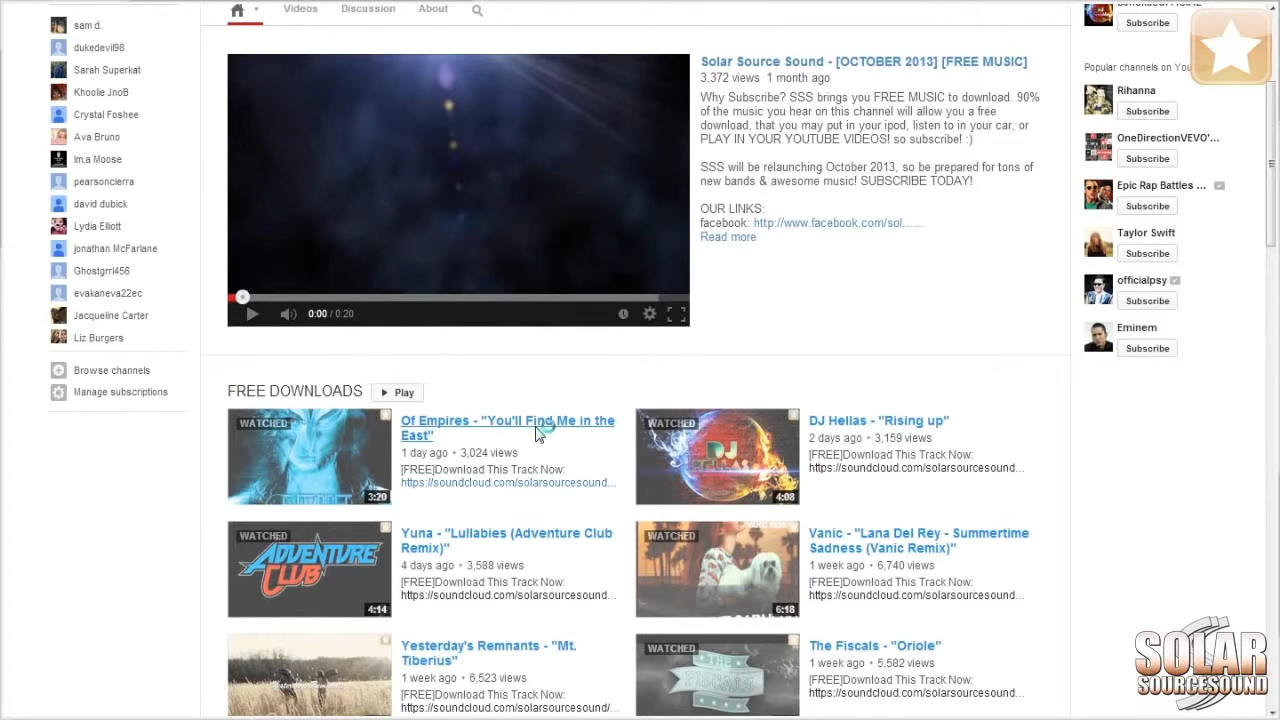 Videos
Discussion
About
sam d.
dukedevil98
Sarah Superkat
Khoolie JnoB
Crystal Foshee
Ava Bruno
Im,a Moose
pearsoncierra
david dubick
Lydia Elliott
jonathan McFarlane
Ghostgrrl456
evakaneva22ec
Jacqueline Carter
Liz Burgers
Browse channels
Manage subscriptions
0:00 / 0:20
Solar Source Sound - [OCTOBER 2013] [FREE MUSIC]
3,372 views 1 month ago
Why Subscribe? SSS brings you FREE MUSIC to download. 90%
of the music you hear on this channel will allow you a free
download, that you may put in your ipod, listen to in your car, or
PLAY IN YOUR YOUTUBE VIDEOS! so subscribe! :)
SSS will be relaunching October 2013, so be prepared for tons of
new bands & awesome music! SUBSCRIBE TODAY!
OUR LINKS:
facebook: http://www.facebook.com/sol......
Read more
FREE DOWNLOADS
Play
WATCHED
3:20
Of Empires - "You'll Find Me in the
East"
1 day ago • 3,024 views
[FREE]Download This Track Now:
https://soundcloud.com/solarsourcesound...
WATCHED
DJ
4:08
DJ Hellas - "Rising up"
2 days ago • 3,159 views
[FREE]Download This Track Now:
https://soundcloud.com/solarsourcesound...
WATCHED
ADVENTURE
CLUB
4:14
Yuna - "Lullabies (Adventure Club
Remix)"
4 days ago • 3,588 views
[FREE]Download This Track Now:
https://soundcloud.com/solarsourcesound...
WATCHED
6:18
Vanic - "Lana Del Rey - Summertime
Sadness (Vanic Remix)"
1 week ago • 6,740 views
[FREE]Download This Track Now:
https://soundcloud.com/solarsourcesound...
Yesterday's Remnants - "Mt.
Tiberius"
1 week ago • 6,523 views
[FREE]Download This Track Now:
https://soundcloud.com/solarsourcesound/...
WATCHED
THE
FISCALS
The Fiscals - "Oriole"
1 week ago • 5,582 views
[FREE]Download This Track Now:
https://soundcloud.com/solarsourcesound...
Subscribe
Popular channels on
Rihanna
Subscribe
OneDirectionVEVO'...
Subscribe
Epic Rap Battles ...
Subscribe
Taylor Swift
Subscribe
officialpsy
Subscribe
Eminem
Subscribe
SOLAR
SOURCESOUND